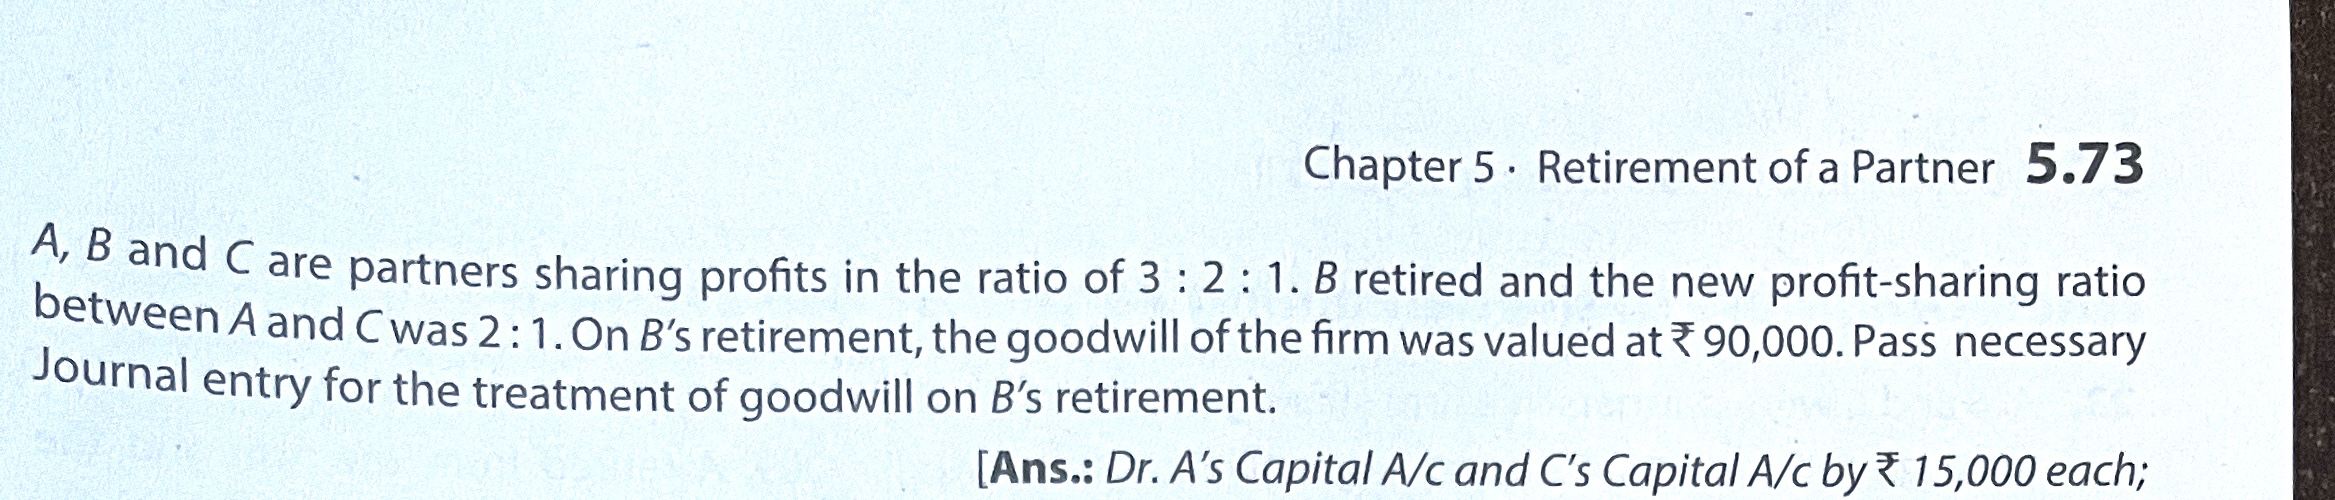 Chapter 5 · Retirement of a Partner 5.73
A, B and C are partners sharing profits in the ratio of 3 : 2 : 1. B retired and the new profit-sharing ratio
between A and C was 2 : 1. On B's retirement, the goodwill of the firm was valued at ₹ 90,000. Pass necessary
Journal entry for the treatment of goodwill on B's retirement.
[Ans.: Dr. A's Capital A/c and C's Capital A/c by ₹ 15,000 each;